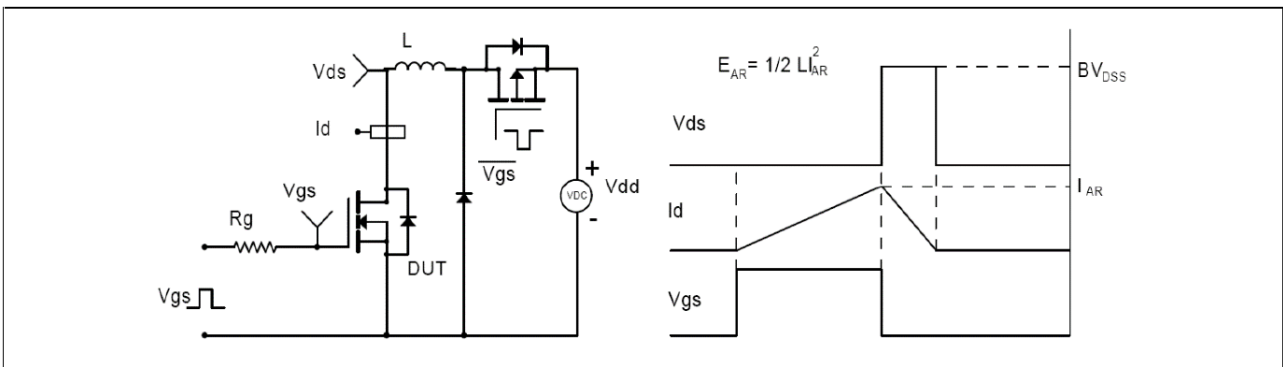 L
Vds
Id
Vgs
Rg
DUT
Vgs
Vgs
+
VDC
-
Vdd
E_AR = 1/2 LI_AR^2
BV_DSS
Vds
I_AR
Id
Vgs